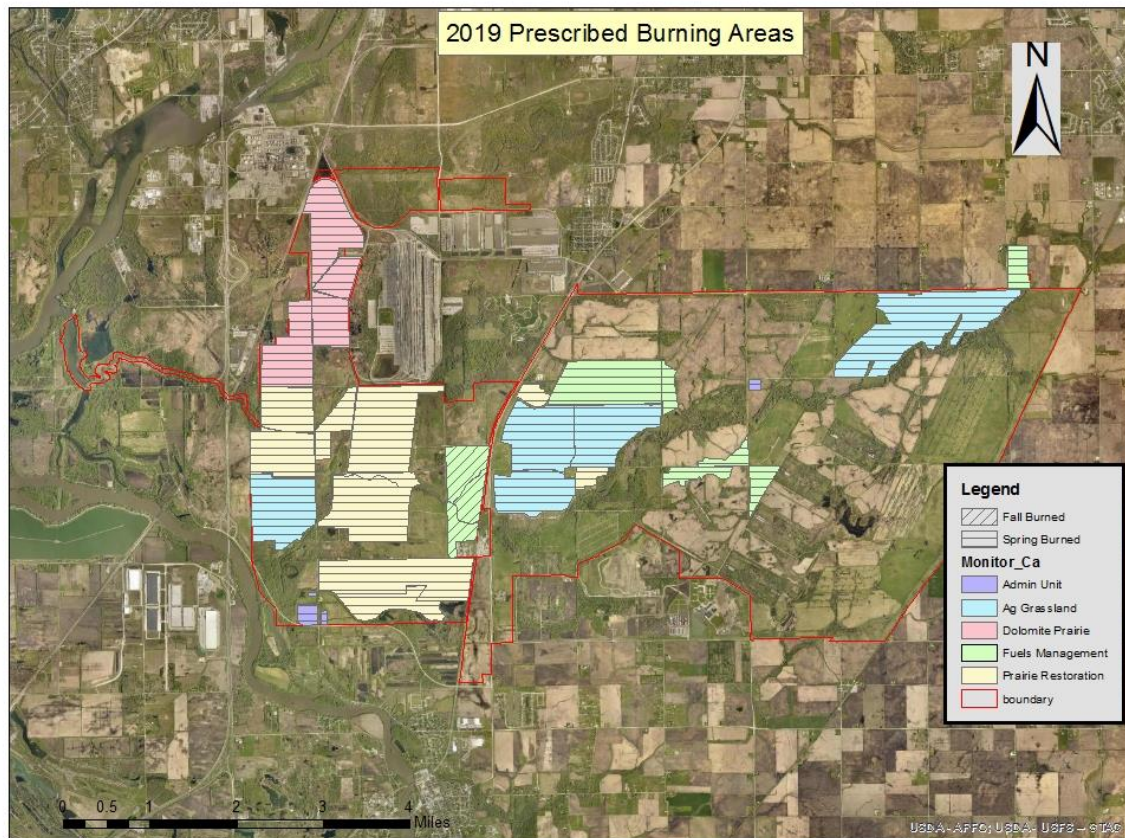 2019 Prescribed Burning Areas
N
Legend
Fall Burned
Spring Burned
Monitor_Ca
Admin Unit
Ag Grassland
Dolomite Prairie
Fuels Management
Prairie Restoration
boundary
0 0.5 1 2 3 4
Miles
USDA-APFO; USDA- USFS – GTAC